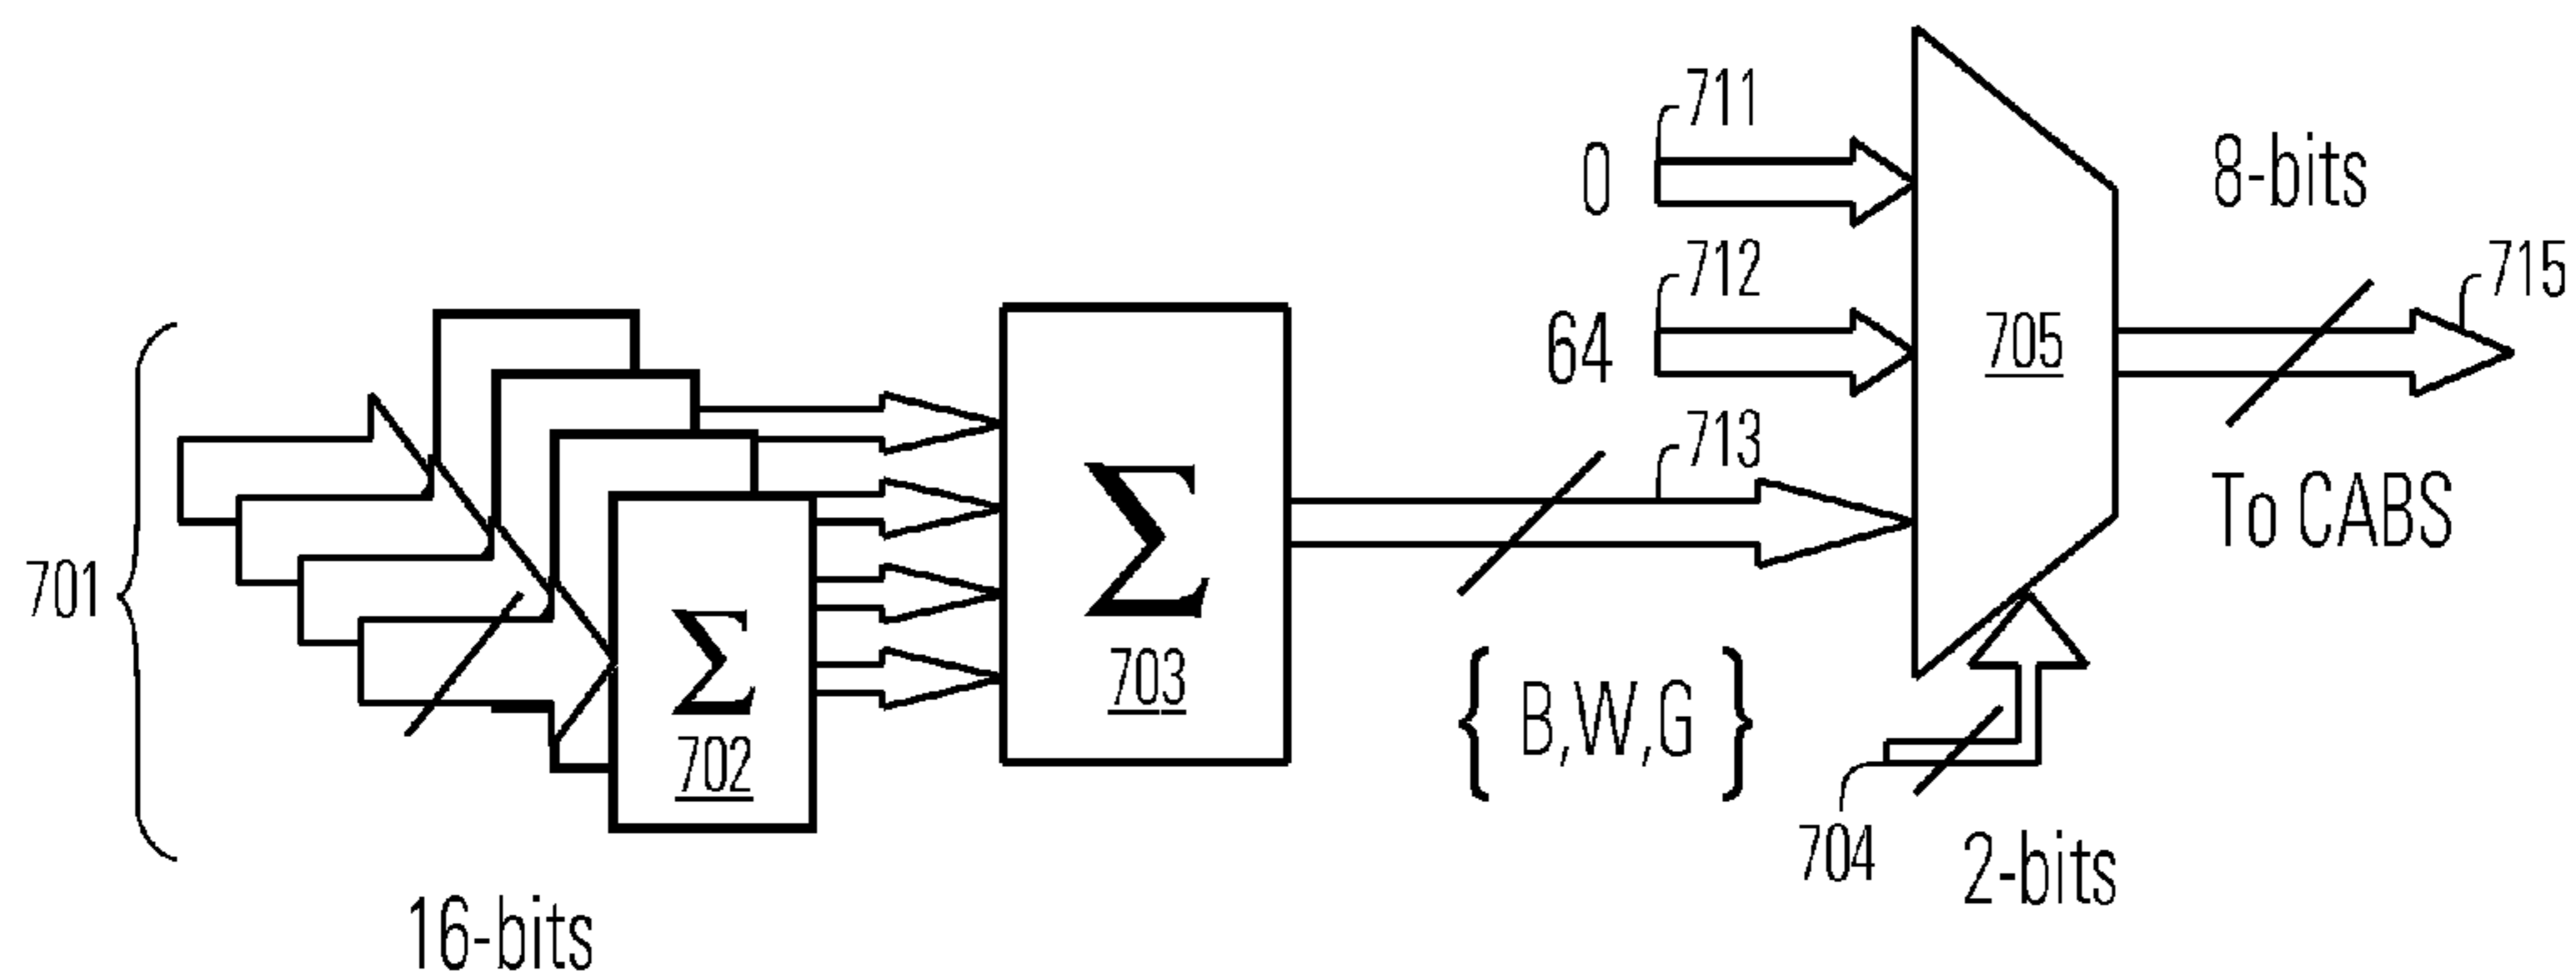 711
0
8-bits
712
715
64
705
713
To CABS
701
Σ
703
Σ
702
{ B,W,G }
704
2-bits
16-bits